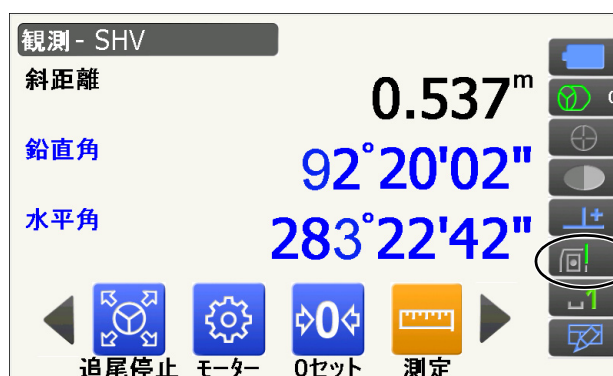 観測 - SHV
斜距離 0.537m
鉛直角 92°20'02"
水平角 283°22'42"
追尾停止 モーター 0セット 測定